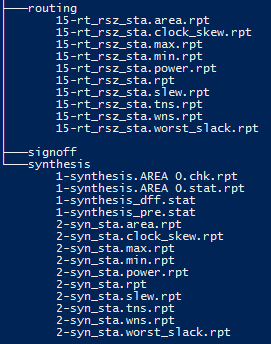 routing
15-rt_rsz_sta.area.rpt
15-rt_rsz_sta.clock_skew.rpt
15-rt_rsz_sta.max.rpt
15-rt_rsz_sta.min.rpt
15-rt_rsz_sta.power.rpt
15-rt_rsz_sta.rpt
15-rt_rsz_sta.slew.rpt
15-rt_rsz_sta.tns.rpt
15-rt_rsz_sta.wns.rpt
15-rt_rsz_sta.worst_slack.rpt
signoff
synthesis
1-synthesis.AREA 0.chk.rpt
1-synthesis.AREA 0.stat.rpt
1-synthesis_dff.stat
1-synthesis_pre.stat
2-syn_sta.area.rpt
2-syn_sta.clock_skew.rpt
2-syn_sta.max.rpt
2-syn_sta.min.rpt
2-syn_sta.power.rpt
2-syn_sta.rpt
2-syn_sta.slew.rpt
2-syn_sta.tns.rpt
2-syn_sta.wns.rpt
2-syn_sta.worst_slack.rpt